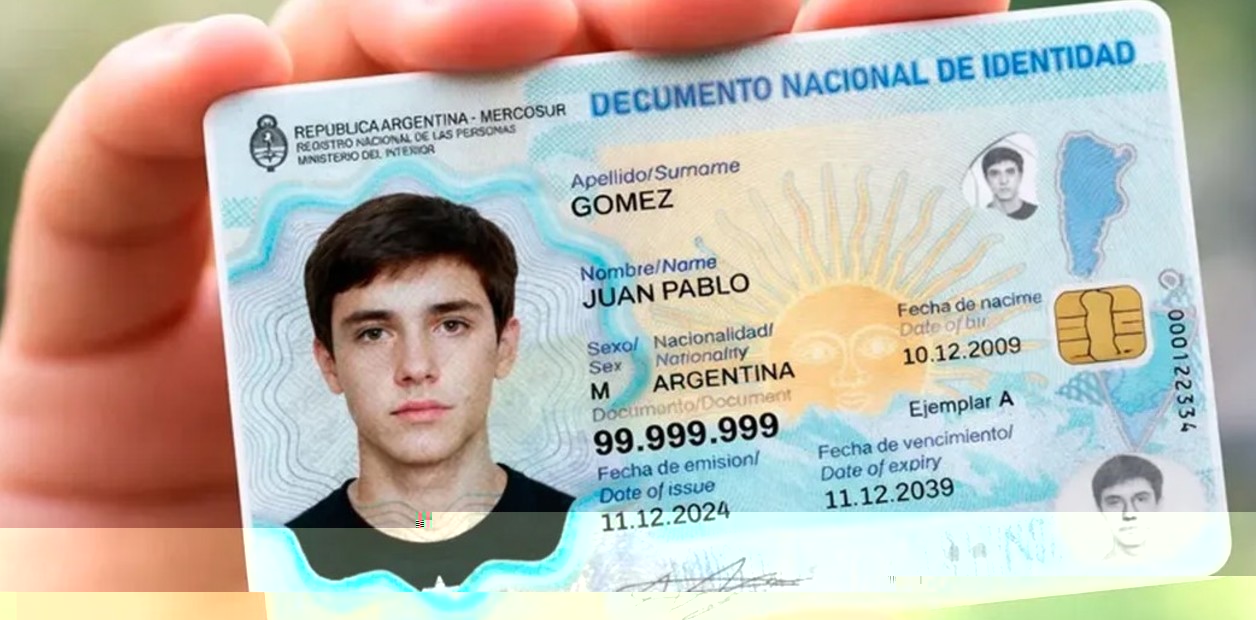 REPUBLICA ARGENTINA - MERCOSUR
REGISTRO NACIONAL DE LAS PERSONAS
MINISTERIO DEL INTERIOR
DECUMENTO NACIONAL DE IDENTIDAD
Apellido/Surname
GOMEZ
Nombre/Name
JUAN PABLO
Sexo/
Sex
M
Nacionalidad/
Nationality
ARGENTINA
Fecha de nacime
Date of bir
10.12.2009
Documento/Document
99.999.999
Ejemplar A
Fecha de emision/
Date of issue
11.12.2024
Fecha de vencimiento/
Date of expiry
11.12.2039
000122334